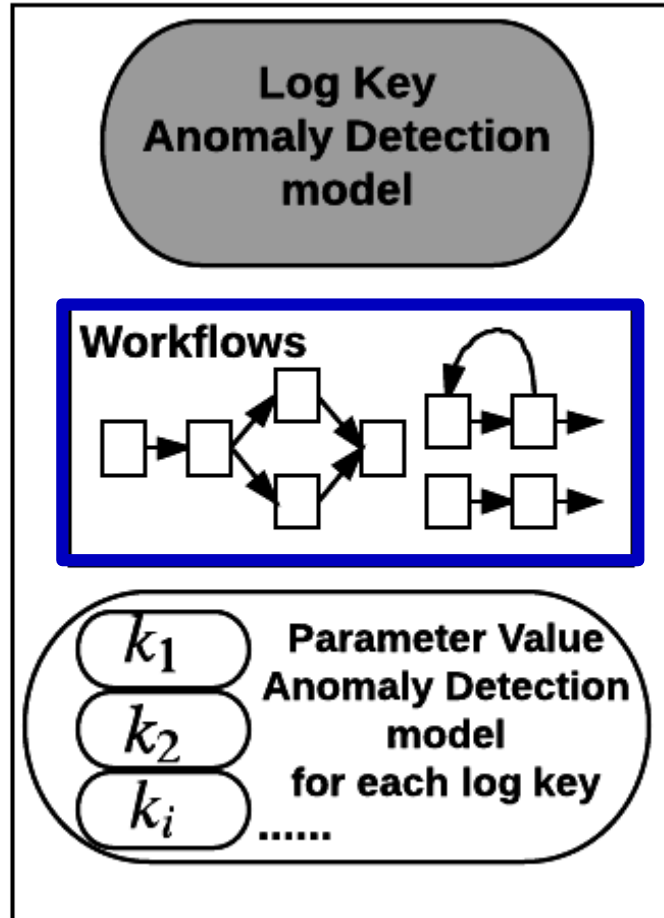 Log Key
Anomaly Detection
model
Workflows
k₁
k₂
kᵢ
Parameter Value
Anomaly Detection
model
for each log key
......